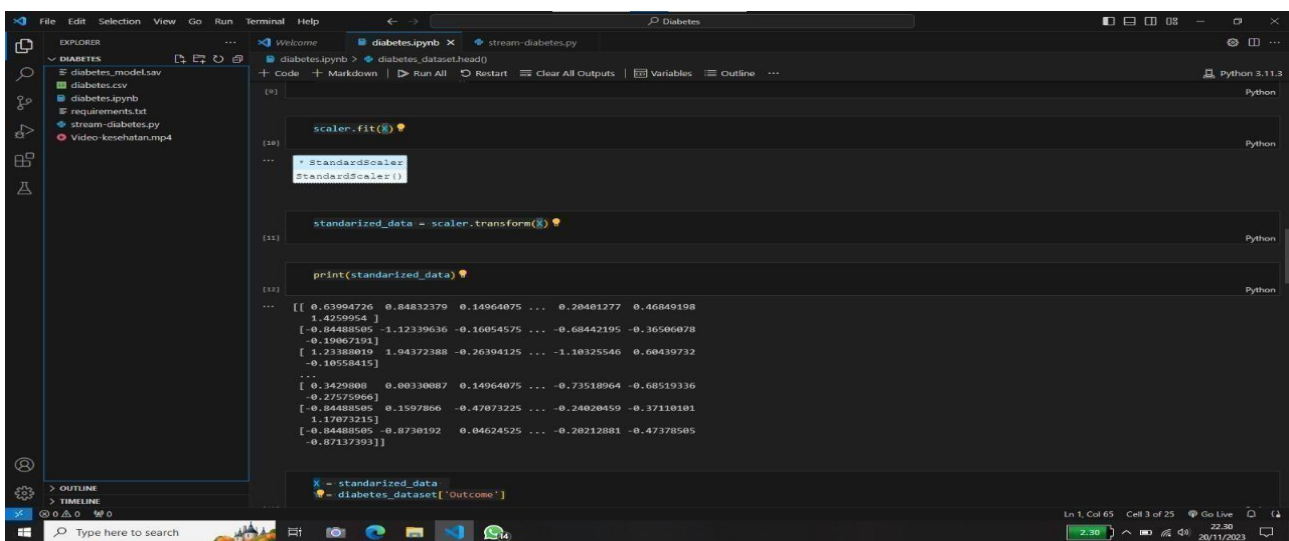 File Edit Selection View Go Run Terminal Help
Diabetes
EXPLORER
DIABETES
diabetes_model.sav
diabetes.csv
diabetes.ipynb
requirements.txt
stream-diabetes.py
Video-kesehatan.mp4
OUTLINE
TIMELINE
Welcome diabetes.ipynb stream-diabetes.py
diabetes.ipynb > diabetes_dataset.head()
+ Code + Markdown | Run All Restart Clear All Outputs | Variables Outline ...
Python 3.11.3
[9] Python
scaler.fit(X)
[10] Python
StandardScaler
StandardScaler()
standarized_data = scaler.transform(X)
[11] Python
print(standarized_data)
[12] Python
[[ 0.63994726 0.84832379 0.14964075 ... 0.20401277 0.46849198
1.4259954 ]
[-0.84488505 -1.12339636 -0.16054575 ... -0.68442195 -0.36506078
-0.19067191]
[ 1.23388019 1.94372388 -0.26394125 ... -1.10325546 0.60439732
-0.10558415]
...
[ 0.3429808 0.00330087 0.14964075 ... -0.73518964 -0.68519336
-0.27575966]
[-0.84488505 0.1597866 -0.47073225 ... -0.24020459 -0.37110101
1.17073215]
[-0.84488505 -0.8730192 0.04624525 ... -0.20212881 -0.47378505
-0.87137393]]
X = standarized_data
= diabetes_dataset['Outcome']
0 0 0 Ln 1, Col 65 Cell 3 of 25 Go Live
Type here to search 14 2.30 22.30
20/11/2023